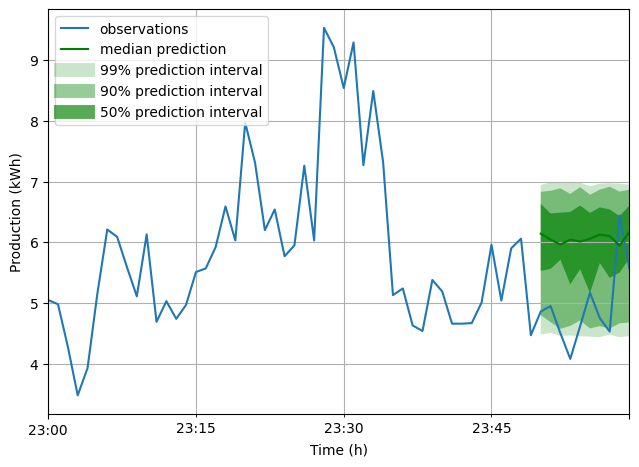 observations
median prediction
99% prediction interval
90% prediction interval
50% prediction interval
9
8
7
6
5
4
Production (kWh)
23:00
23:15
23:30
23:45
Time (h)